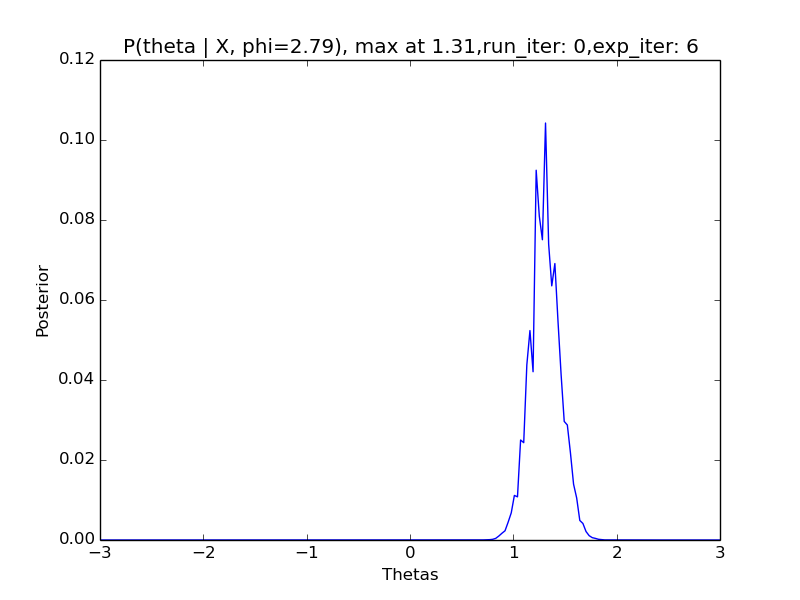 P(theta | X, phi=2.79), max at 1.31,run_iter: 0,exp_iter: 6
0.12
0.10
0.08
0.06
0.04
0.02
0.00
Posterior
−3 −2 −1 0 1 2 3
Thetas